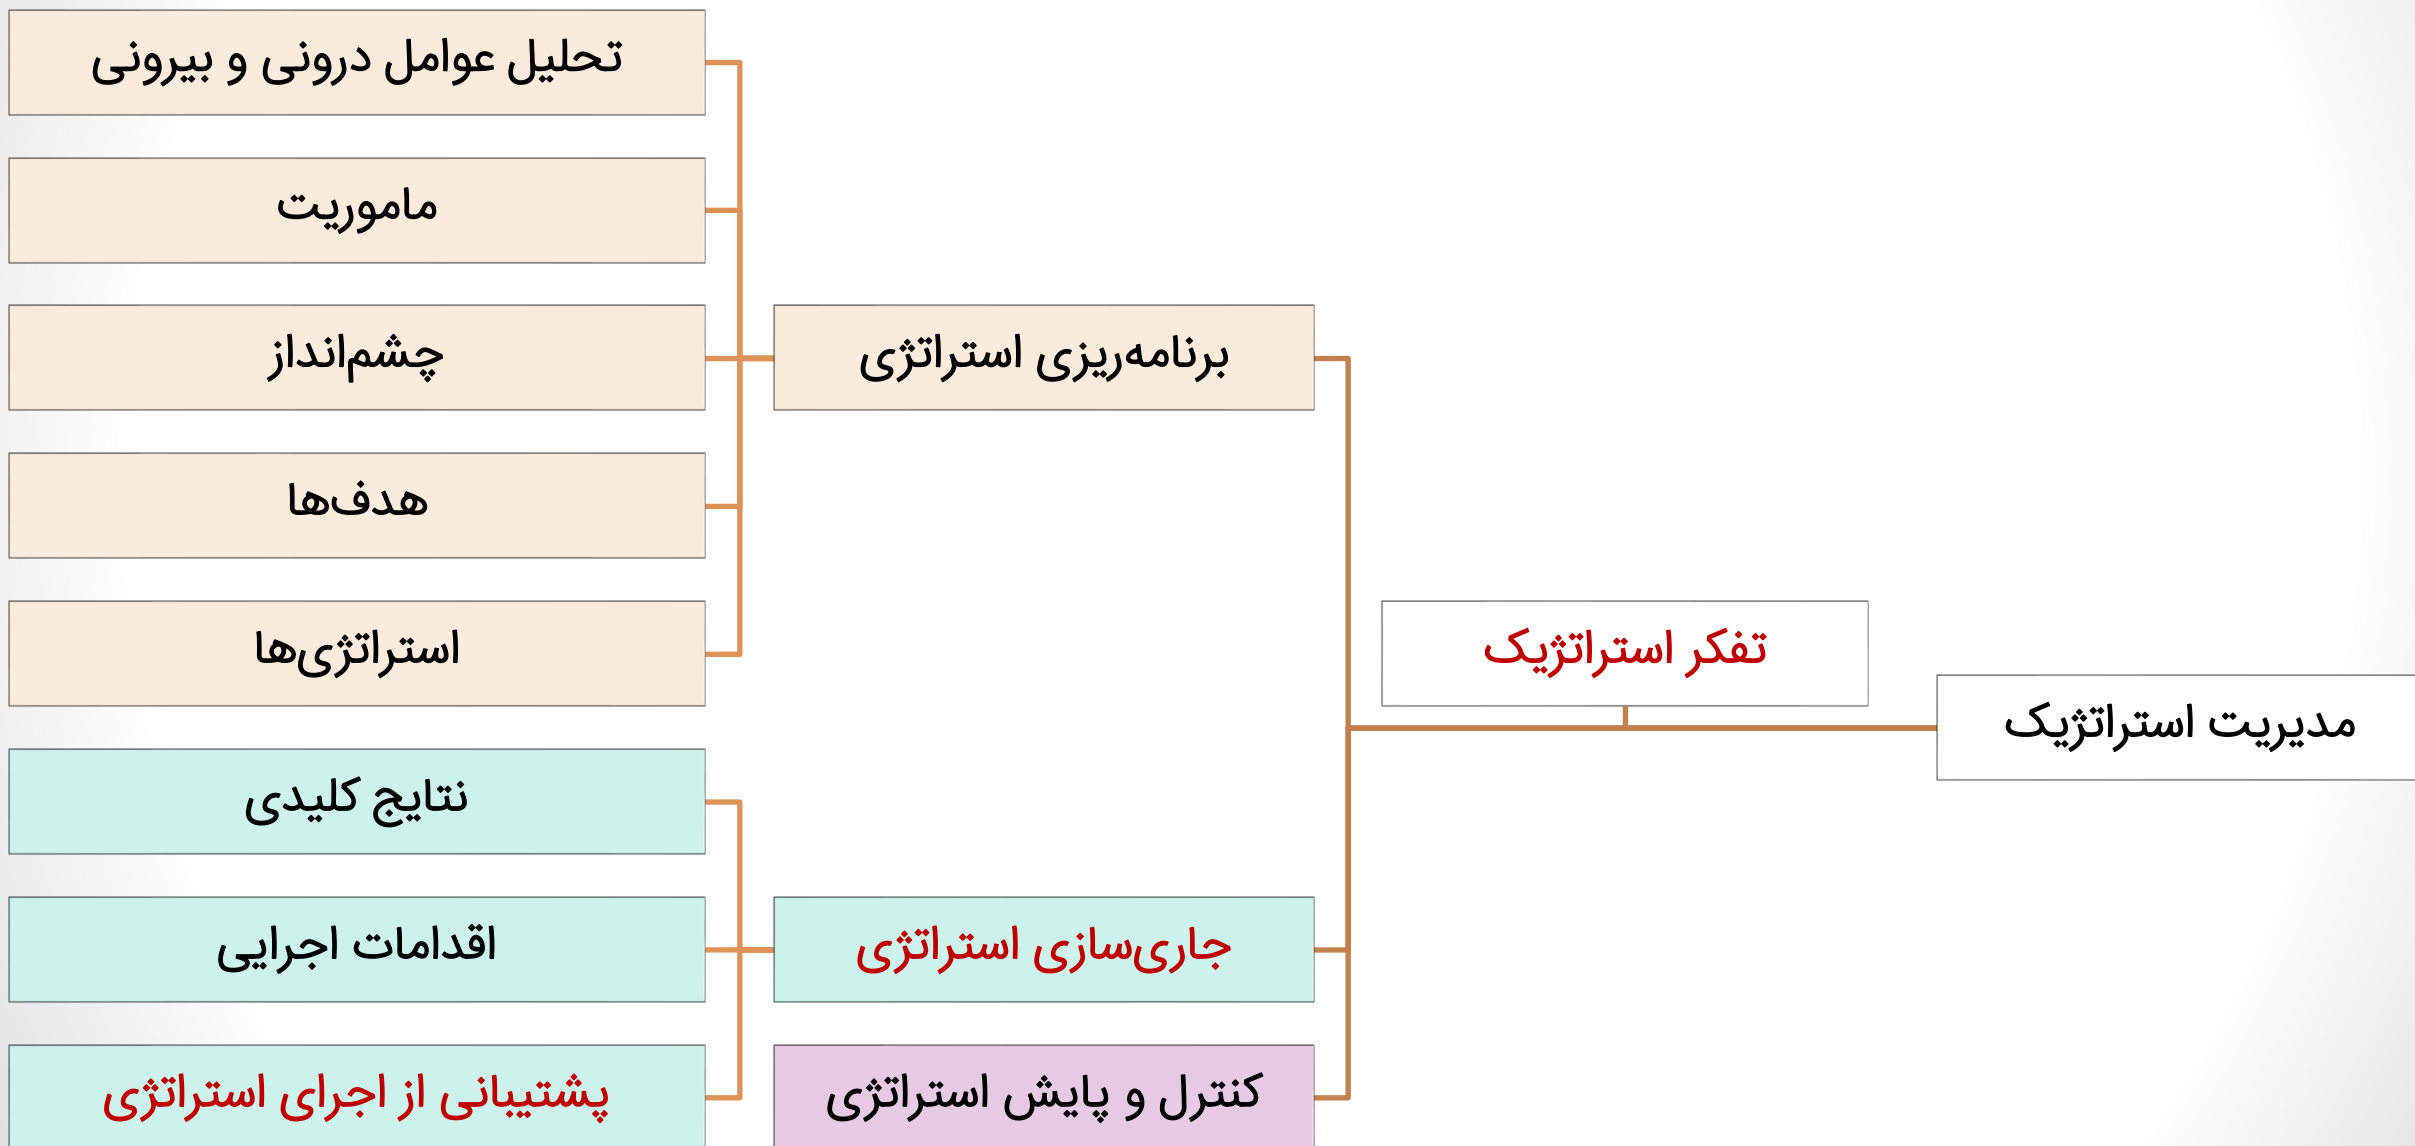 مدیریت استراتژیک
تفکر استراتژیک
برنامه‌ریزی استراتژی
تحلیل عوامل درونی و بیرونی
ماموریت
چشم‌انداز
هدف‌ها
استراتژی‌ها
جاری‌سازی استراتژی
نتایج کلیدی
اقدامات اجرایی
پشتیبانی از اجرای استراتژی
کنترل و پایش استراتژی